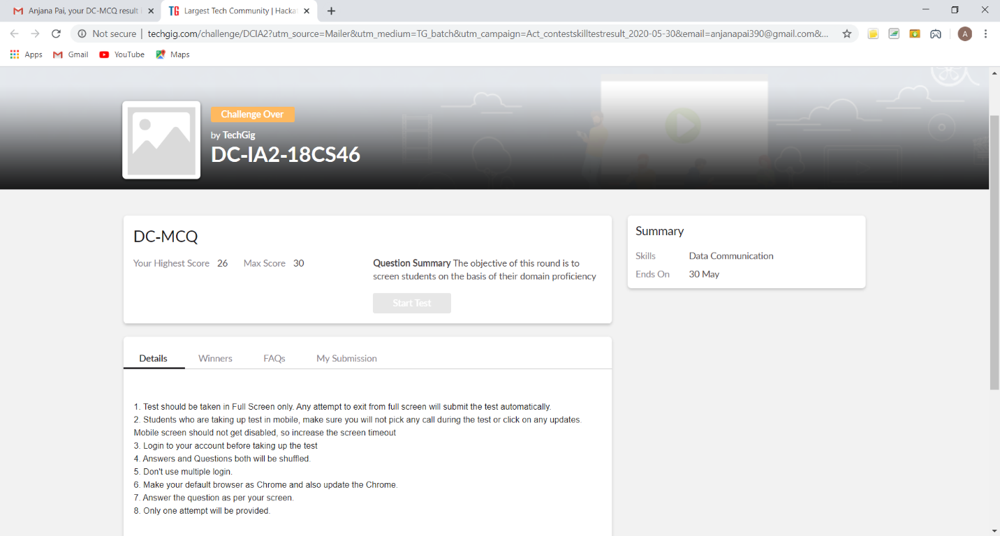 Anjana Pai, your DC-MCQ result
TG Largest Tech Community | Hacka
Not secure | techgig.com/challenge/DCIA2?utm_source=Mailer&utm_medium=TG_batch&utm_campaign=Act_contestskilltestresult_2020-05-30&email=anjanapai390@gmail.com&...
A
Apps Gmail YouTube Maps
Challenge Over
by TechGig
DC-IA2-18CS46
DC-MCQ
Your Highest Score 26 Max Score 30
Question Summary The objective of this round is to
screen students on the basis of their domain proficiency
Start Test
Summary
Skills Data Communication
Ends On 30 May
Details Winners FAQs My Submission
1. Test should be taken in Full Screen only. Any attempt to exit from full screen will submit the test automatically.
2. Students who are taking up test in mobile, make sure you will not pick any call during the test or click on any updates.
Mobile screen should not get disabled, so increase the screen timeout
3. Login to your account before taking up the test
4. Answers and Questions both will be shuffled.
5. Don't use multiple login.
6. Make your default browser as Chrome and also update the Chrome.
7. Answer the question as per your screen.
8. Only one attempt will be provided.